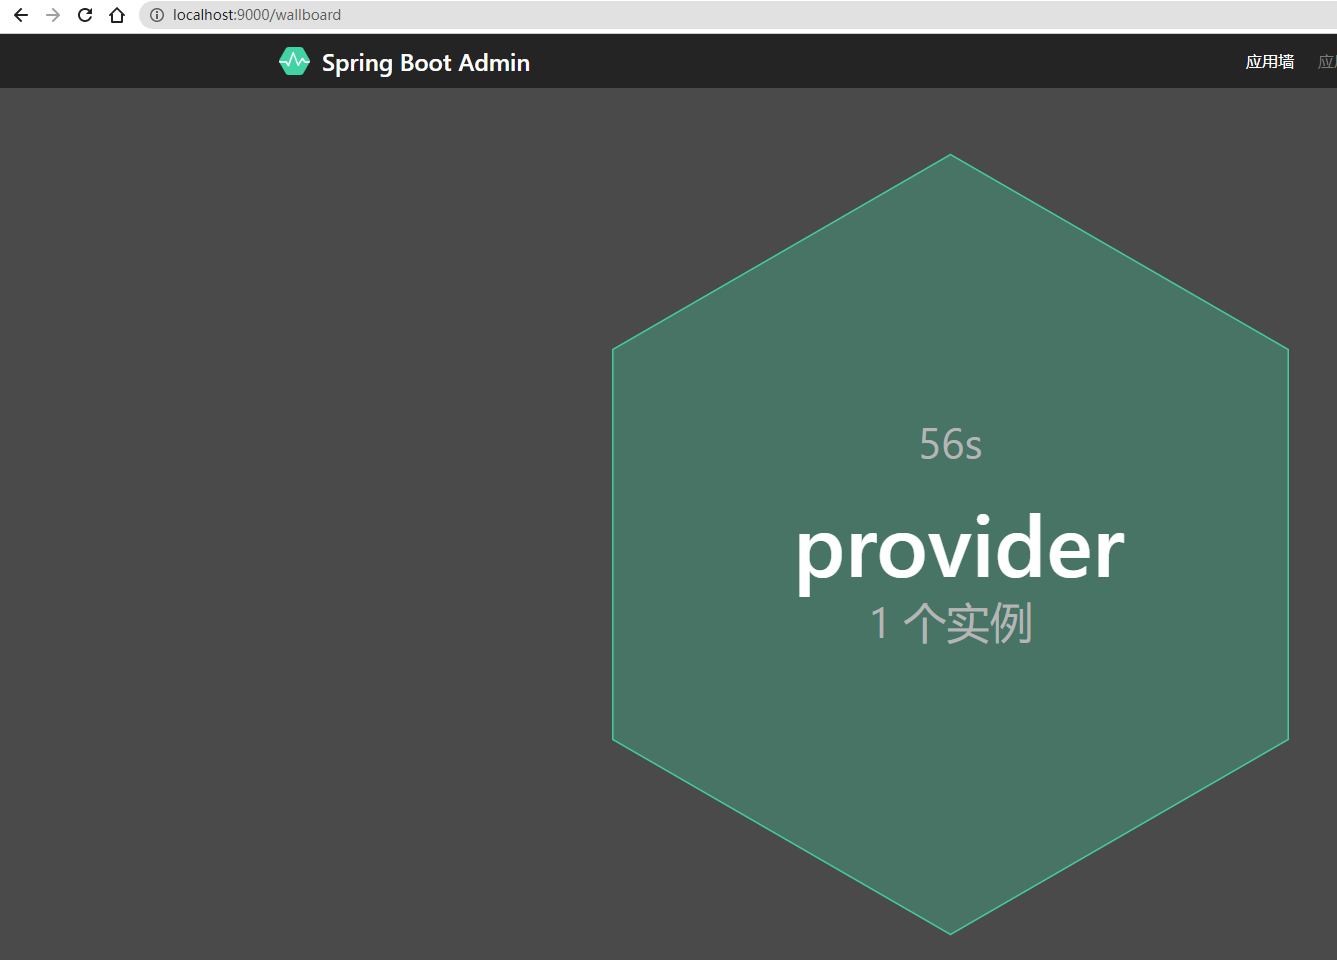 localhost:9000/wallboard
Spring Boot Admin
应用墙
56s
provider
1 个实例